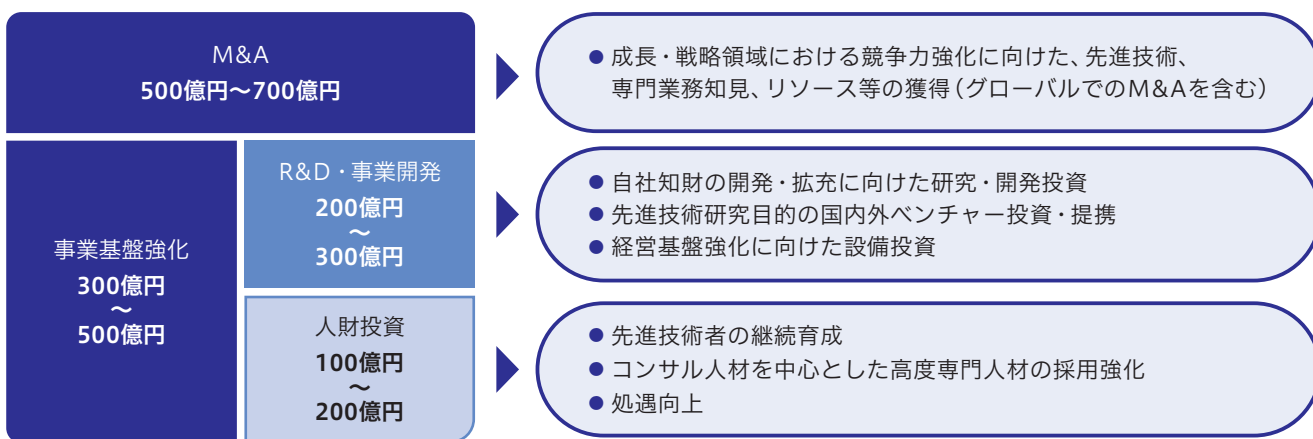 M&A
500億円～700億円
● 成長・戦略領域における競争力強化に向けた、先進技術、
専門業務知見、リソース等の獲得（グローバルでのM&Aを含む）
事業基盤強化
300億円
～
500億円
R&D・事業開発
200億円
～
300億円
● 自社知財の開発・拡充に向けた研究・開発投資
● 先進技術研究目的の国内外ベンチャー投資・提携
● 経営基盤強化に向けた設備投資
人財投資
100億円
～
200億円
● 先進技術者の継続育成
● コンサル人材を中心とした高度専門人材の採用強化
● 処遇向上